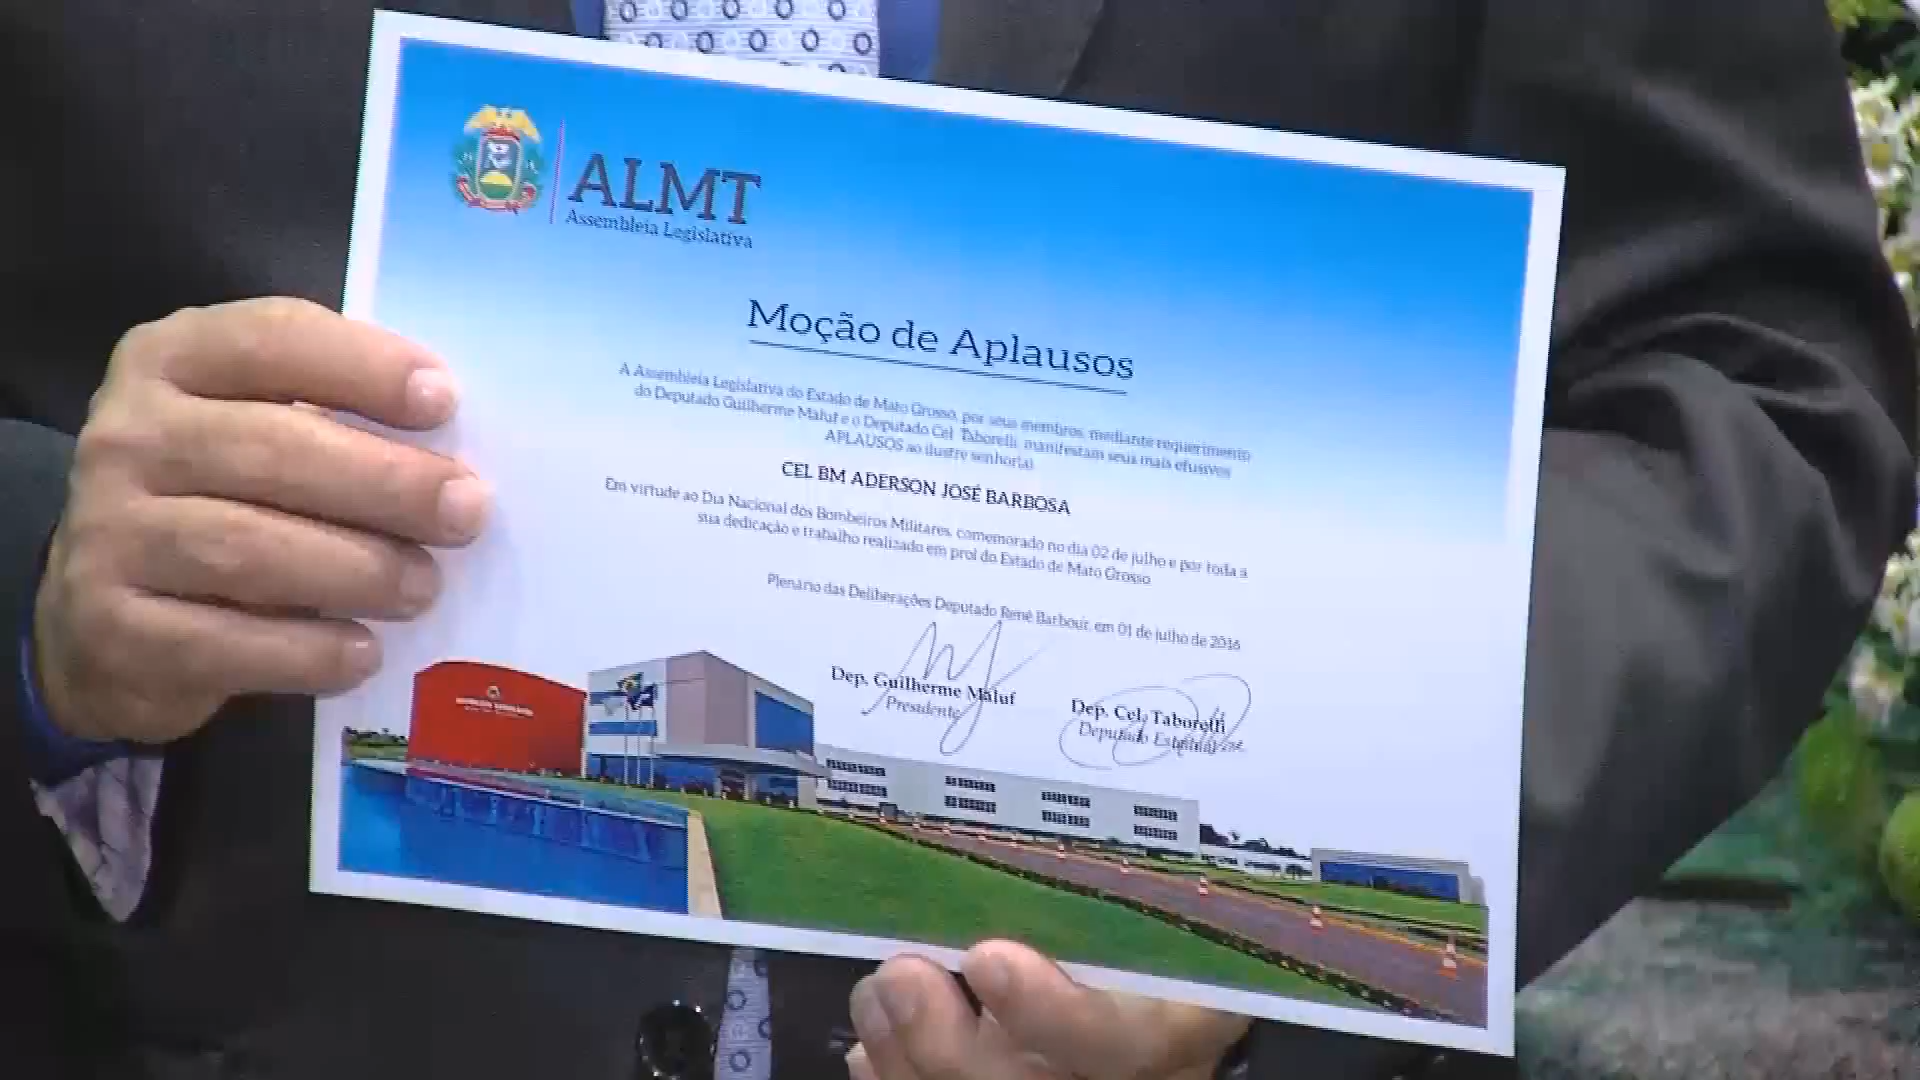 ALMT
Assembleia Legislativa
Moção de Aplausos
A Assembleia Legislativa do Estado de Mato Grosso, por seus membros, mediante requerimento
do Deputado Guilherme Maluf e o Deputado Cel. Taborelli, manifestam seus mais efusivos
APLAUSOS ao ilustre senhor(a)
CEL BM ADERSON JOSÉ BARBOSA
Em virtude ao Dia Nacional dos Bombeiros Militares, comemorado no dia 02 de julho e por toda a
sua dedicação e trabalho realizado em prol do Estado de Mato Grosso
Plenário das Deliberações Deputado Renê Barbour, em 01 de julho de 2016
Dep. Guilherme Maluf
Presidente
Dep. Cel. Taborelli
Deputado Estadual